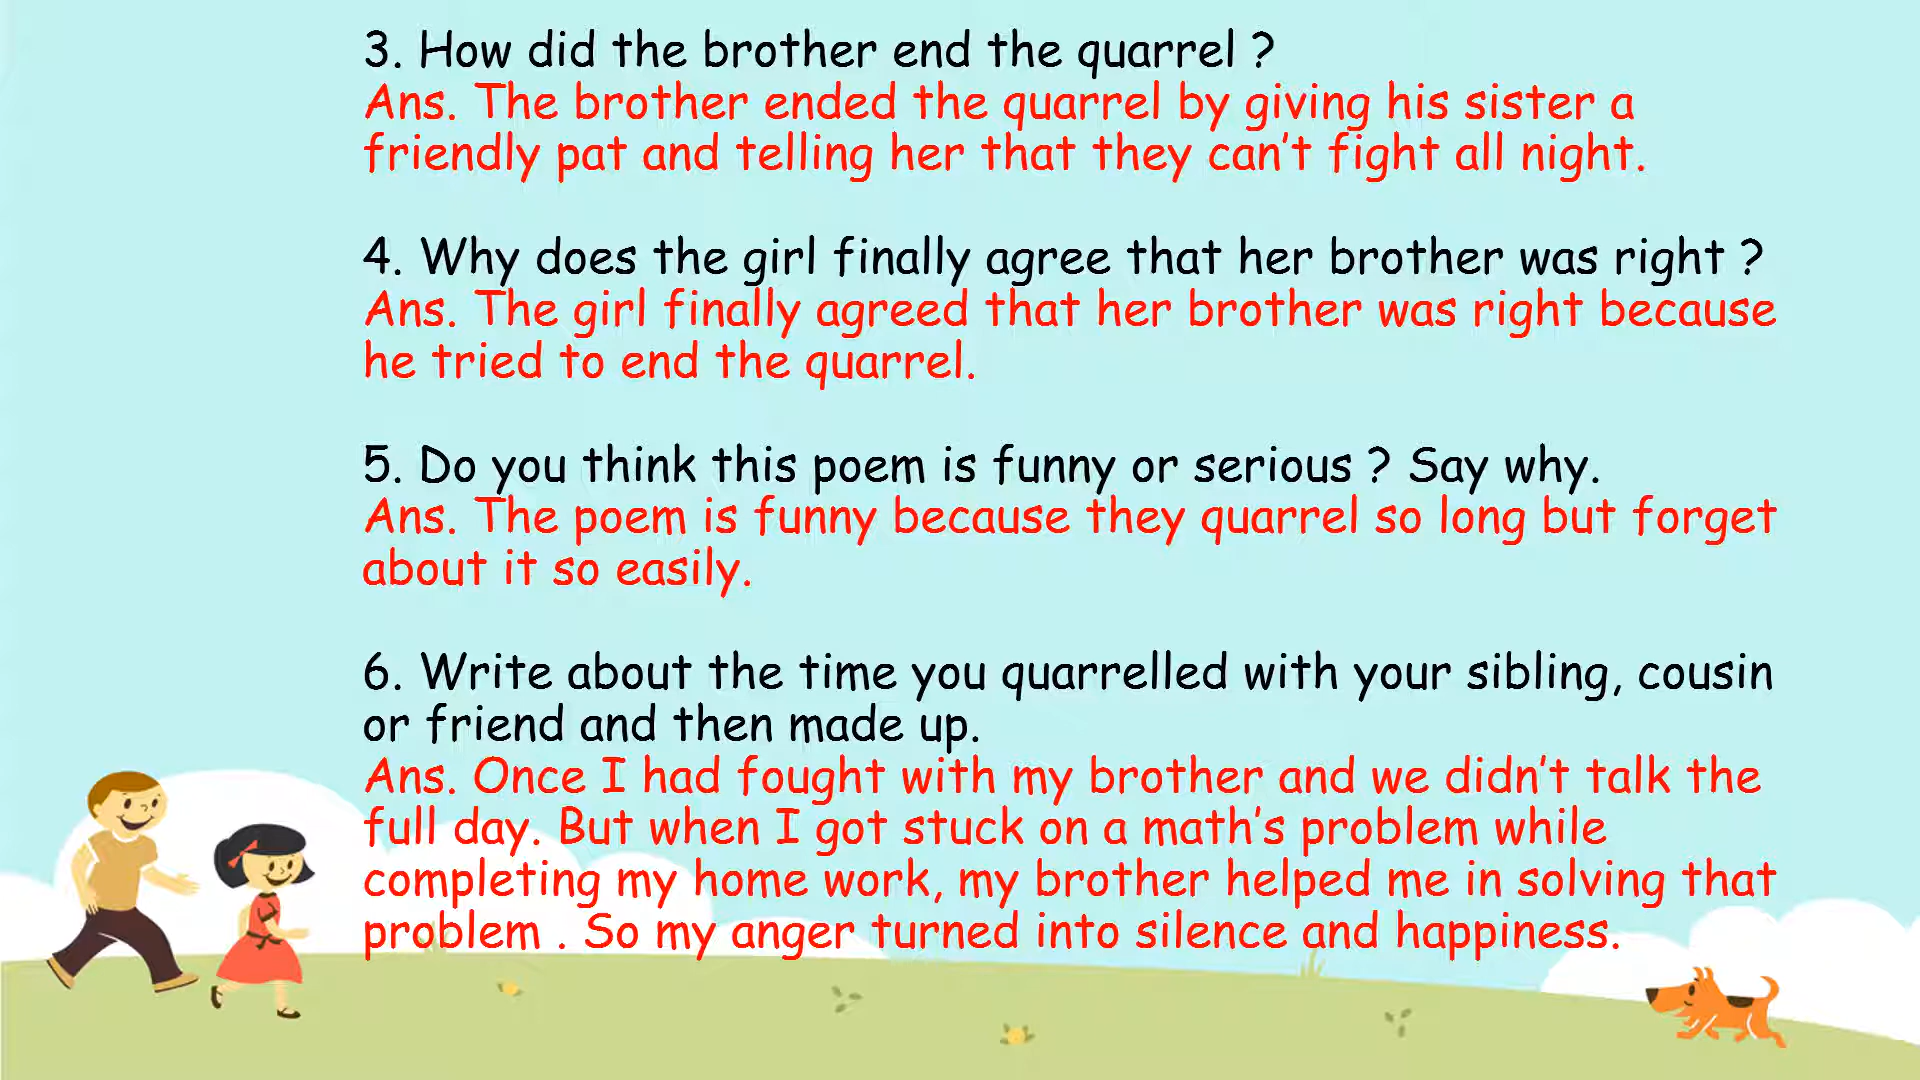 3. How did the brother end the quarrel ?
Ans. The brother ended the quarrel by giving his sister a
friendly pat and telling her that they can’t fight all night.
4. Why does the girl finally agree that her brother was right ?
Ans. The girl finally agreed that her brother was right because
he tried to end the quarrel.
5. Do you think this poem is funny or serious ? Say why.
Ans. The poem is funny because they quarrel so long but forget
about it so easily.
6. Write about the time you quarrelled with your sibling, cousin
or friend and then made up.
Ans. Once I had fought with my brother and we didn’t talk the
full day. But when I got stuck on a math’s problem while
completing my home work, my brother helped me in solving that
problem . So my anger turned into silence and happiness.